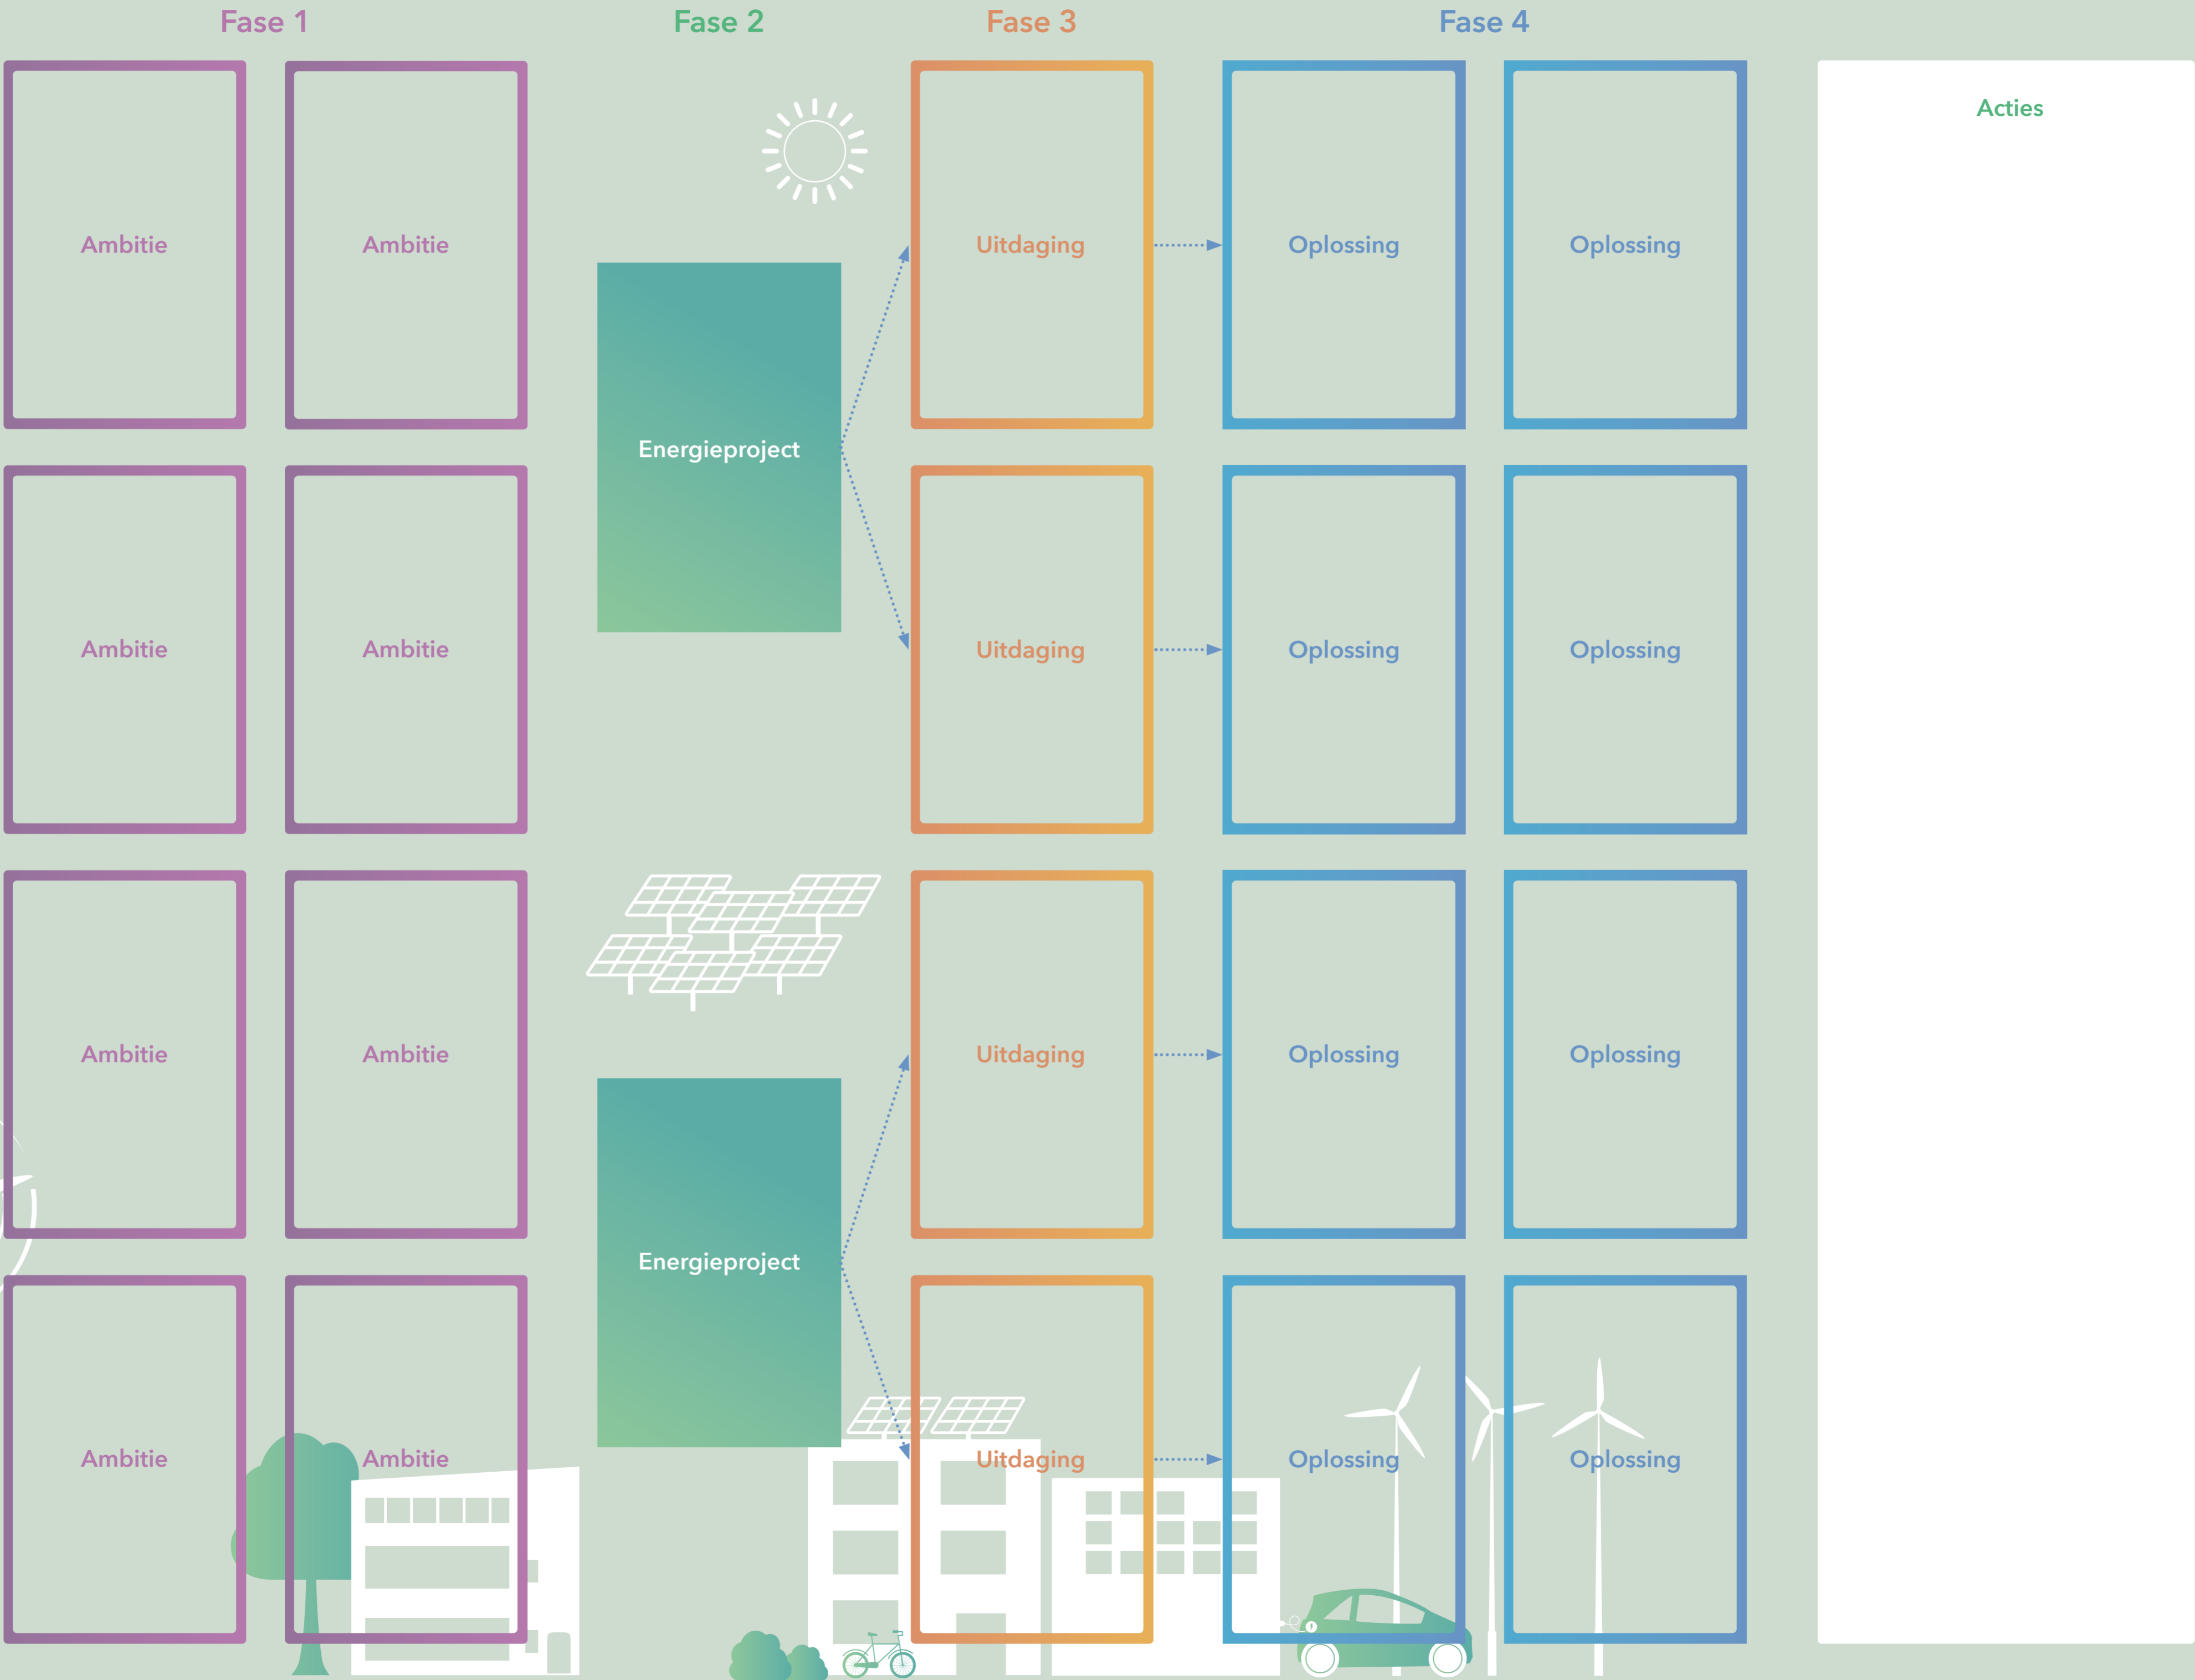 Fase 1
Fase 2
Fase 3
Fase 4
Acties
Ambitie
Ambitie
Uitdaging
Oplossing
Oplossing
Energieproject
Ambitie
Ambitie
Uitdaging
Oplossing
Oplossing
Ambitie
Ambitie
Uitdaging
Oplossing
Oplossing
Energieproject
Ambitie
Ambitie
Uitdaging
Oplossing
Oplossing